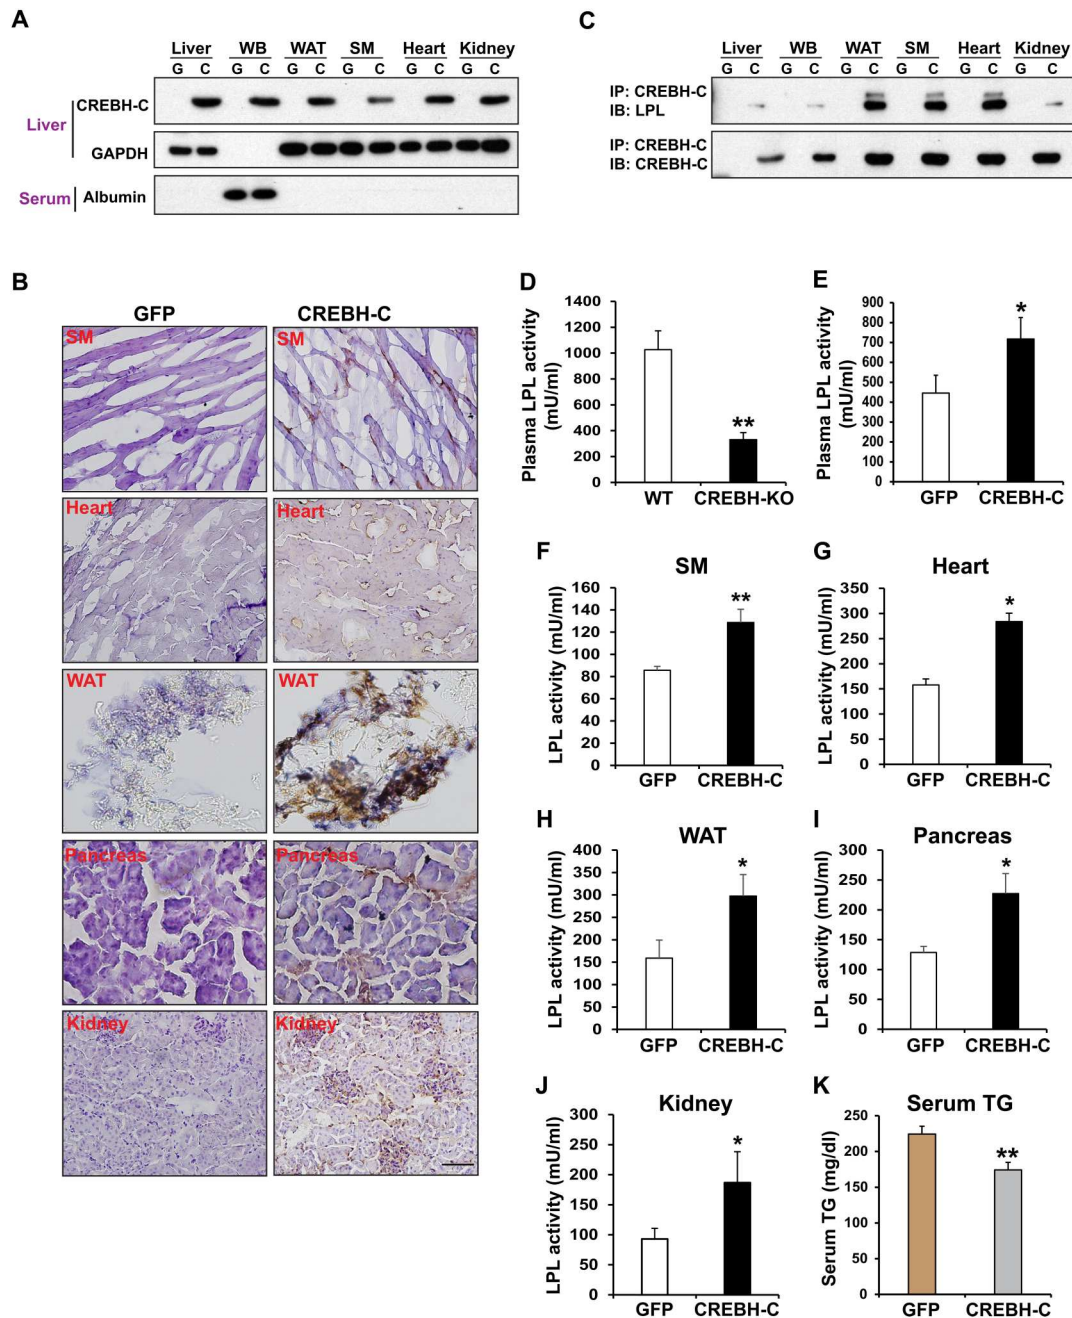 A
Liver WB WAT SM Heart Kidney
G C G C G C G C G C G C
CREBH-C
Liver
GAPDH
Serum Albumin
C
Liver WB WAT SM Heart Kidney
G C G C G C G C G C G C
IP: CREBH-C
IB: LPL
IP: CREBH-C
IB: CREBH-C
B
GFP CREBH-C
SM SM
Heart Heart
WAT WAT
Pancreas Pancreas
Kidney Kidney
D
Plasma LPL activity
(mU/ml)
1400
1200
1000
800
600
400
200
0
**
WT CREBH-KO
E
Plasma LPL activity
(mU/ml)
900
800
700
600
500
400
300
200
100
0
*
GFP CREBH-C
F
SM
LPL activity (mU/ml)
160
140
120
100
80
60
40
20
0
**
GFP CREBH-C
G
Heart
LPL activity (mU/ml)
350
300
250
200
150
100
50
0
*
GFP CREBH-C
H
WAT
LPL activity (mU/ml)
400
350
300
250
200
150
100
50
0
*
GFP CREBH-C
I
Pancreas
LPL activity (mU/ml)
300
250
200
150
100
50
0
*
GFP CREBH-C
J
Kidney
LPL activity (mU/ml)
300
250
200
150
100
50
0
*
GFP CREBH-C
K
Serum TG
Serum TG (mg/dl)
250
200
150
100
50
0
**
GFP CREBH-C